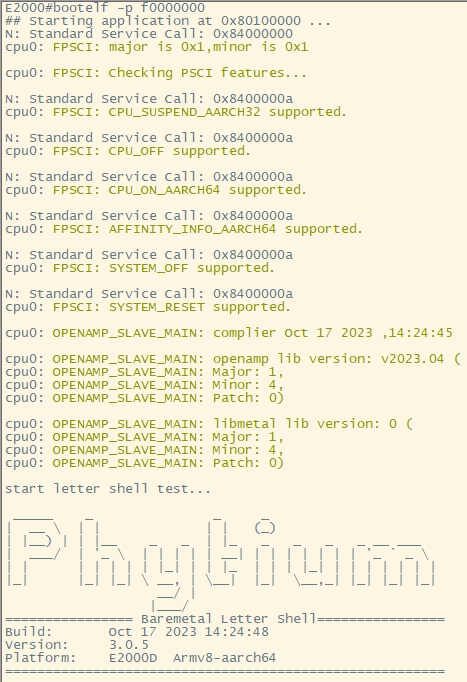 E2000#bootelf -p f0000000
## Starting application at 0x80100000 ...
N: Standard Service Call: 0x84000000
cpu0: FPSCI: major is 0x1,minor is 0x1
cpu0: FPSCI: Checking PSCI features...
N: Standard Service Call: 0x8400000a
cpu0: FPSCI: CPU_SUSPEND_AARCH32 supported.
N: Standard Service Call: 0x8400000a
cpu0: FPSCI: CPU_OFF supported.
N: Standard Service Call: 0x8400000a
cpu0: FPSCI: CPU_ON_AARCH64 supported.
N: Standard Service Call: 0x8400000a
cpu0: FPSCI: AFFINITY_INFO_AARCH64 supported.
N: Standard Service Call: 0x8400000a
cpu0: FPSCI: SYSTEM_OFF supported.
N: Standard Service Call: 0x8400000a
cpu0: FPSCI: SYSTEM_RESET supported.
cpu0: OPENAMP_SLAVE_MAIN: complier Oct 17 2023 ,14:24:45
cpu0: OPENAMP_SLAVE_MAIN: openamp lib version: v2023.04 (
cpu0: OPENAMP_SLAVE_MAIN: Major: 1,
cpu0: OPENAMP_SLAVE_MAIN: Minor: 4,
cpu0: OPENAMP_SLAVE_MAIN: Patch: 0)
cpu0: OPENAMP_SLAVE_MAIN: libmetal lib version: 0 (
cpu0: OPENAMP_SLAVE_MAIN: Major: 1,
cpu0: OPENAMP_SLAVE_MAIN: Minor: 4,
cpu0: OPENAMP_SLAVE_MAIN: Patch: 0)
start letter shell test...
Phytium
================ Baremetal Letter Shell================
Build: Oct 17 2023 14:24:48
Version: 3.0.5
Platform: E2000D Armv8-aarch64
=======================================================